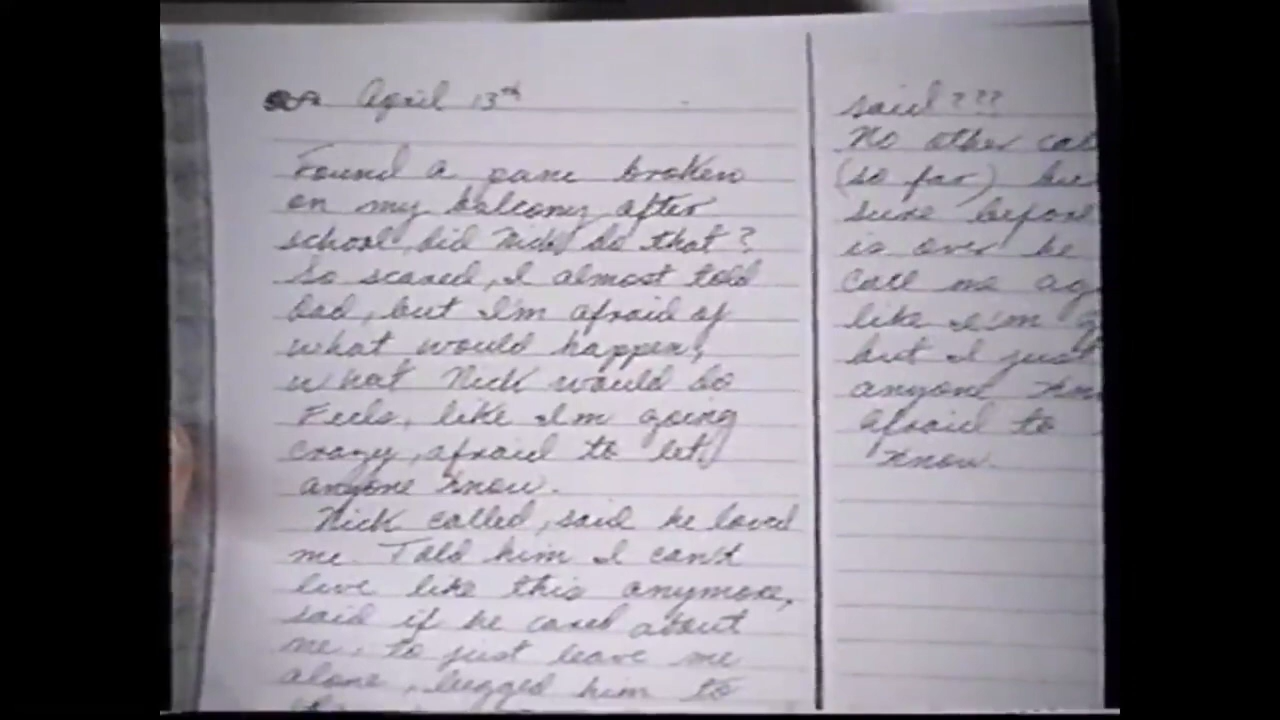 April 13th
Found a pane broken
on my balcony after
school, did Nick do that?
So scared, I almost told
Dad, but I'm afraid of
what would happen,
what Nick would do
Feels, like I'm going
crazy, afraid to let
anyone know.
Nick called, said he loved
me. Told him I can't
live like this anymore,
said if he cared about
me, to just leave me
alone, begged him to
said???
No other
(so far)
sure before
is over he
call me
like I'm
but I just
anyone
afraid to
know.